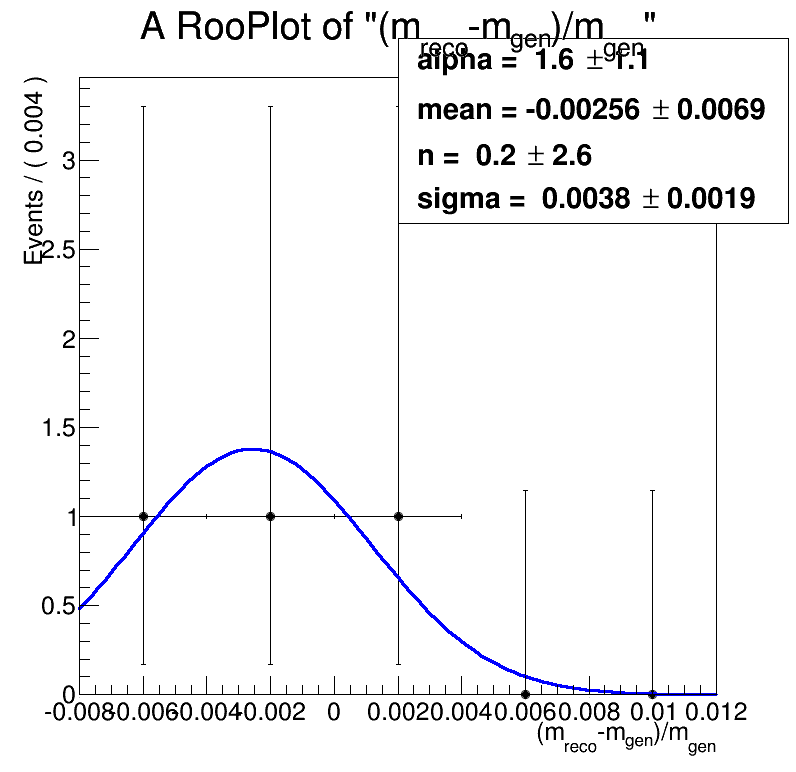 A RooPlot of "(m_reco-m_gen)/m_gen"
alpha = 1.6 ± 1.1
mean = -0.00256 ± 0.0069
n = 0.2 ± 2.6
sigma = 0.0038 ± 0.0019
Events / ( 0.004 )
3
2.5
2
1.5
1
0.5
0
-0.008 -0.006 -0.004 -0.002 0 0.002 0.004 0.006 0.008 0.01 0.012
(m_reco-m_gen)/m_gen